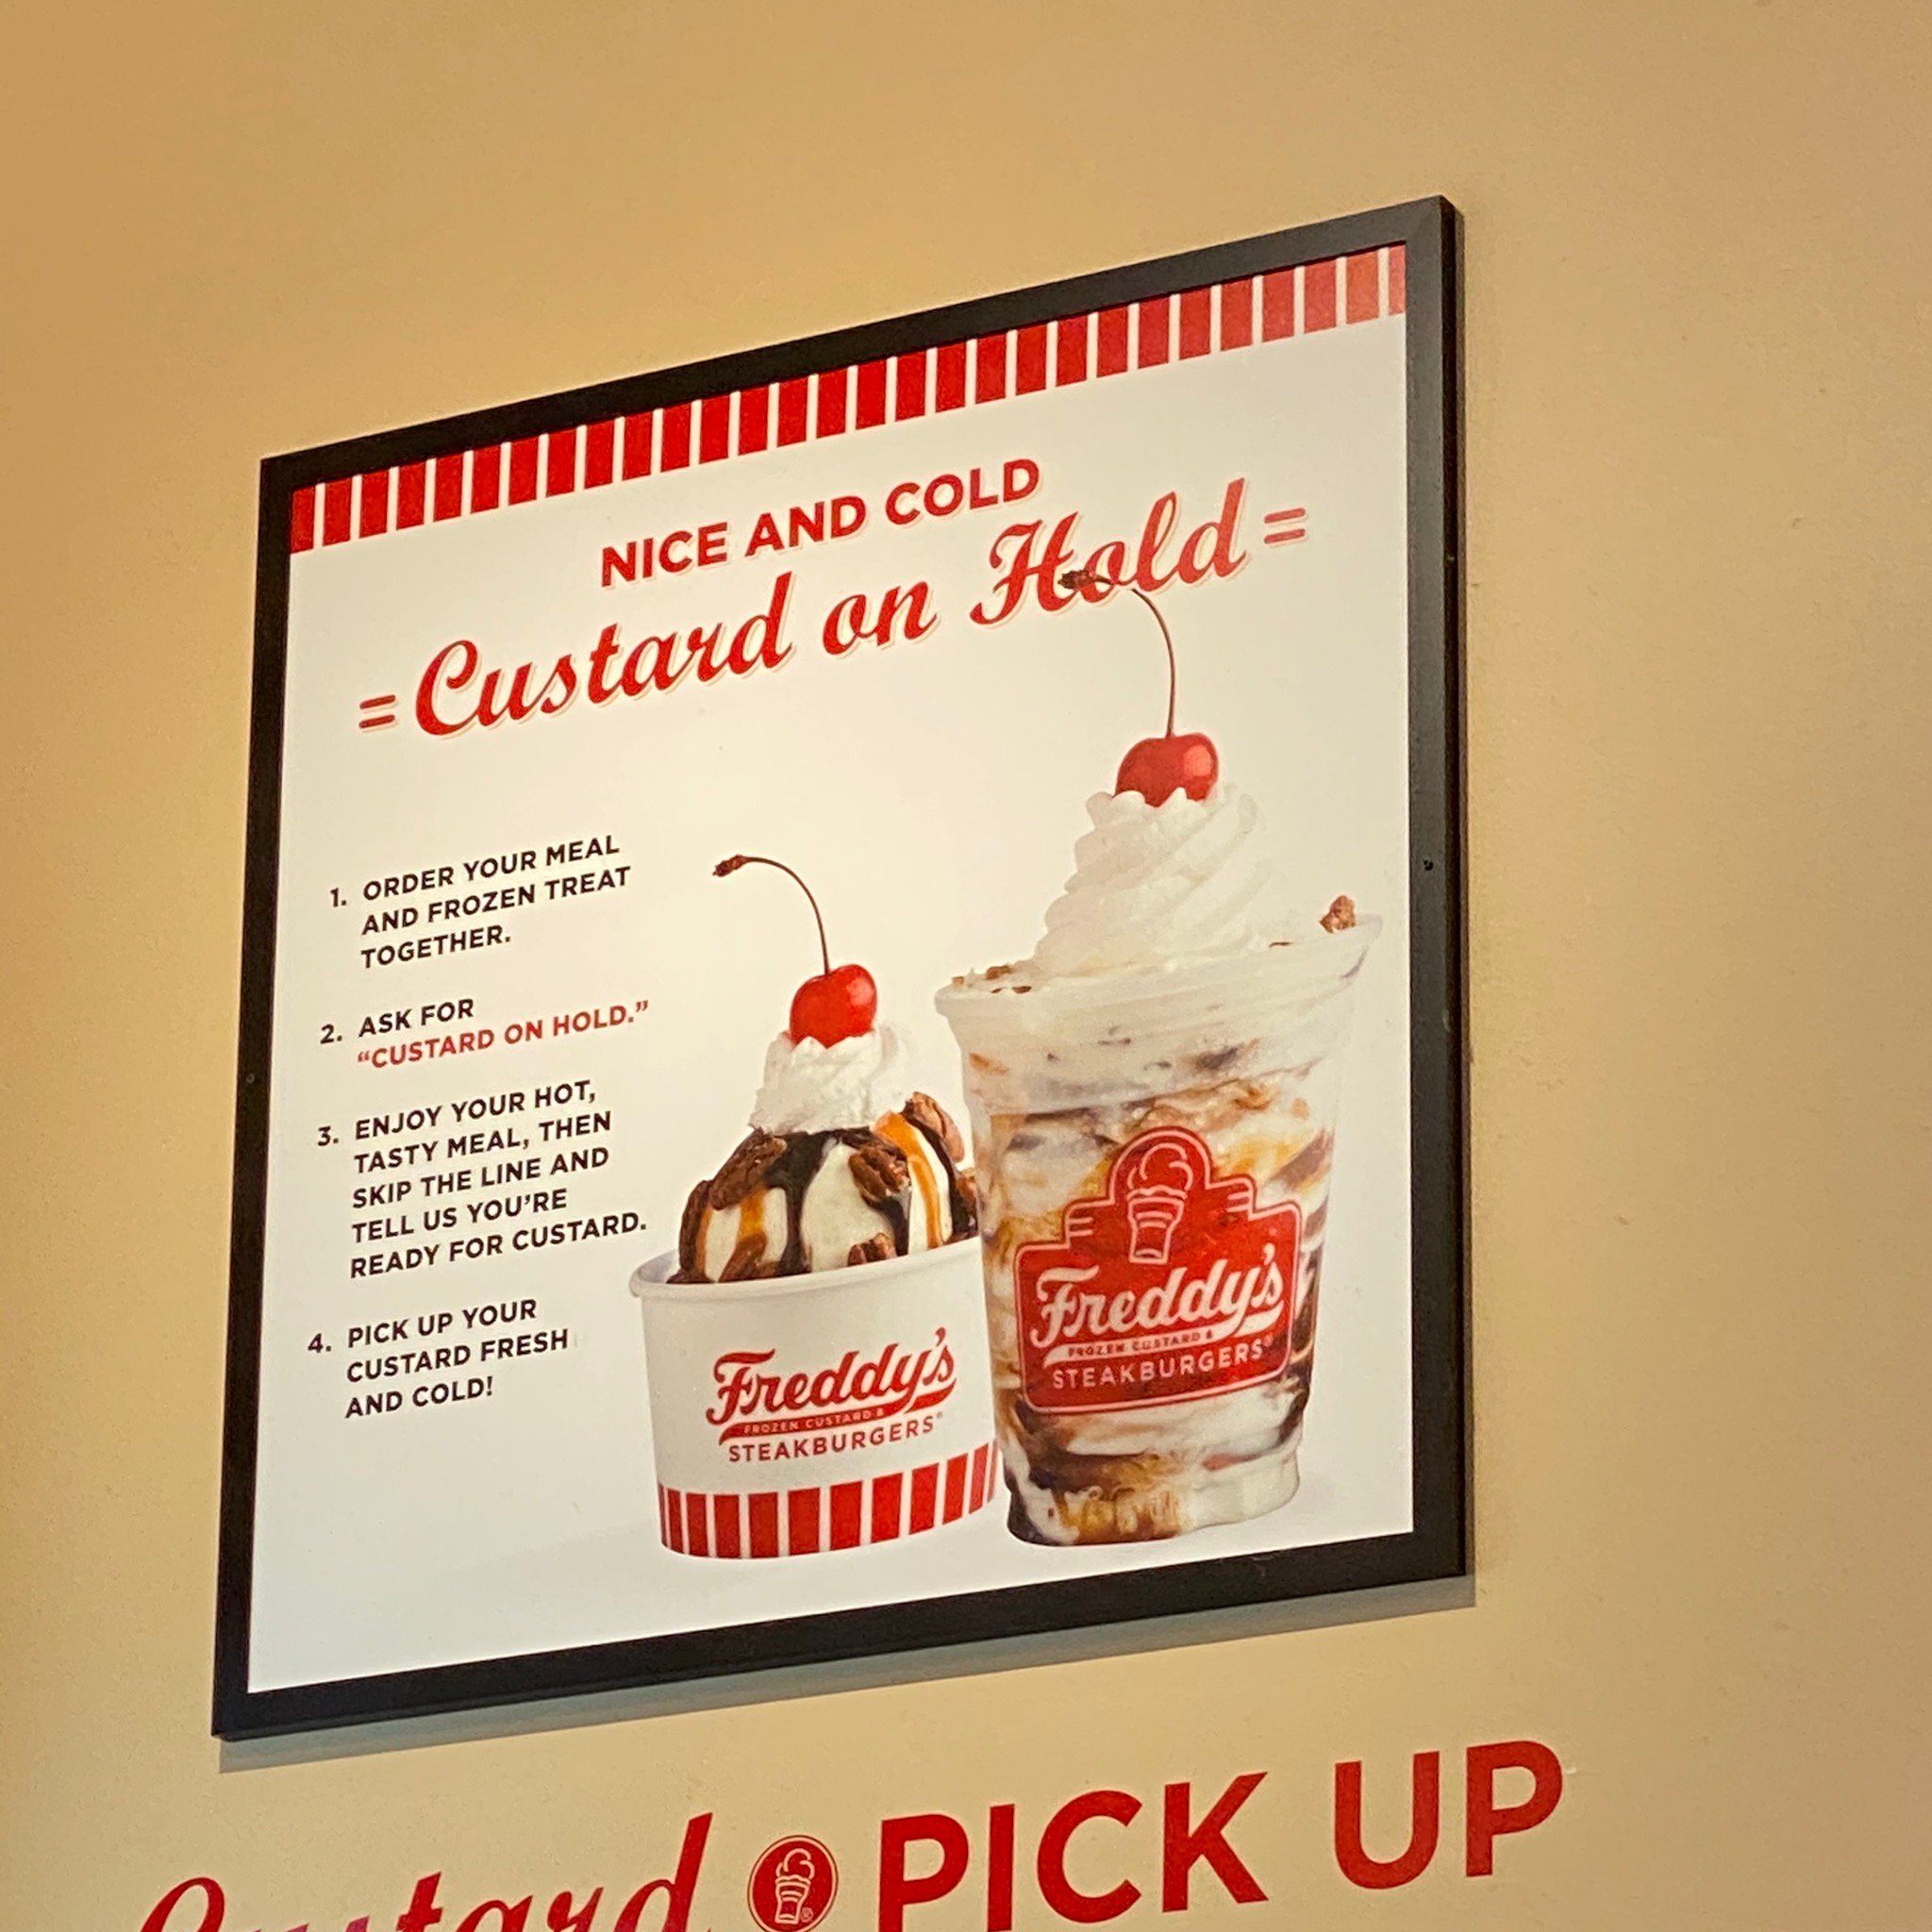 NICE AND COLD
= Custard on Hold =
1. ORDER YOUR MEAL
AND FROZEN TREAT
TOGETHER.
2. ASK FOR
“CUSTARD ON HOLD.”
3. ENJOY YOUR HOT,
TASTY MEAL, THEN
SKIP THE LINE AND
TELL US YOU’RE
READY FOR CUSTARD.
4. PICK UP YOUR
CUSTARD FRESH
AND COLD!
Freddy’s
FROZEN CUSTARD &
STEAKBURGERS®
Freddy’s
FROZEN CUSTARD &
STEAKBURGERS®
Custard PICK UP